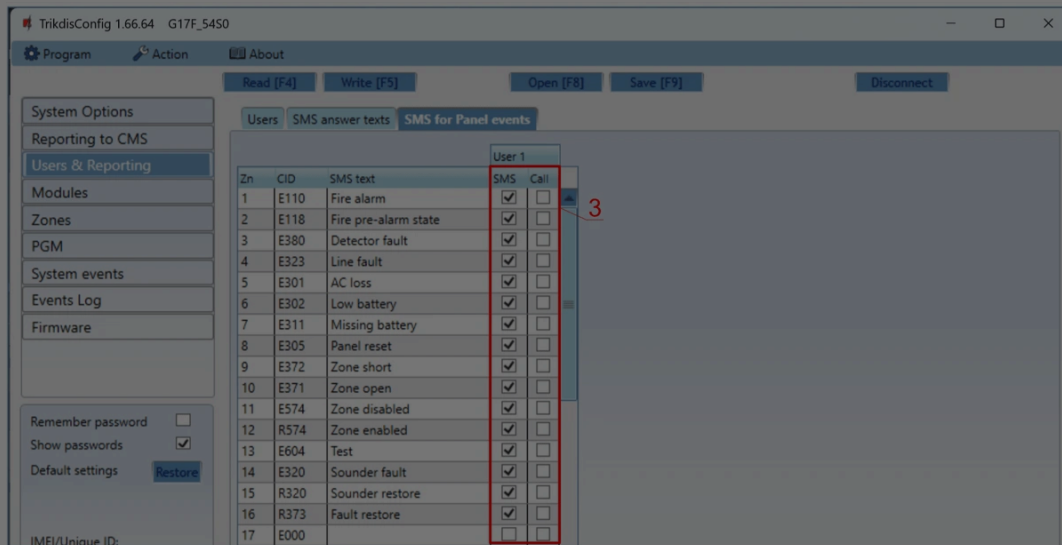 TrikdisConfig 1.66.64 G17F_54S0
Program Action About
Read [F4] Write [F5] Open [F8] Save [F9] Disconnect
System Options
Reporting to CMS
Users & Reporting
Modules
Zones
PGM
System events
Events Log
Firmware
Remember password
Show passwords
Default settings Restore
IMEI/Unique ID:
Users SMS answer texts SMS for Panel events
User 1
Zn CID SMS text SMS Call
1 E110 Fire alarm
2 E118 Fire pre-alarm state
3 E380 Detector fault
4 E323 Line fault
5 E301 AC loss
6 E302 Low battery
7 E311 Missing battery
8 E305 Panel reset
9 E372 Zone short
10 E371 Zone open
11 E574 Zone disabled
12 R574 Zone enabled
13 E604 Test
14 E320 Sounder fault
15 R320 Sounder restore
16 R373 Fault restore
17 E000
3